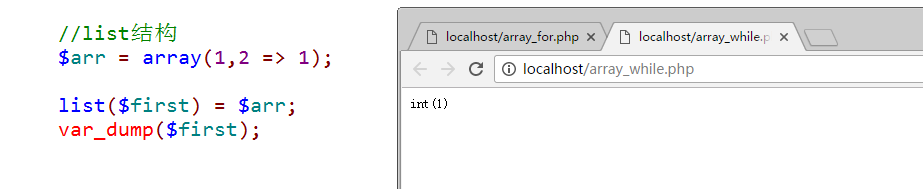 //list结构
$arr = array(1,2 => 1);
list($first) = $arr;
var_dump($first);
localhost/array_for.php
localhost/array_while.p
localhost/array_while.php
int(1)